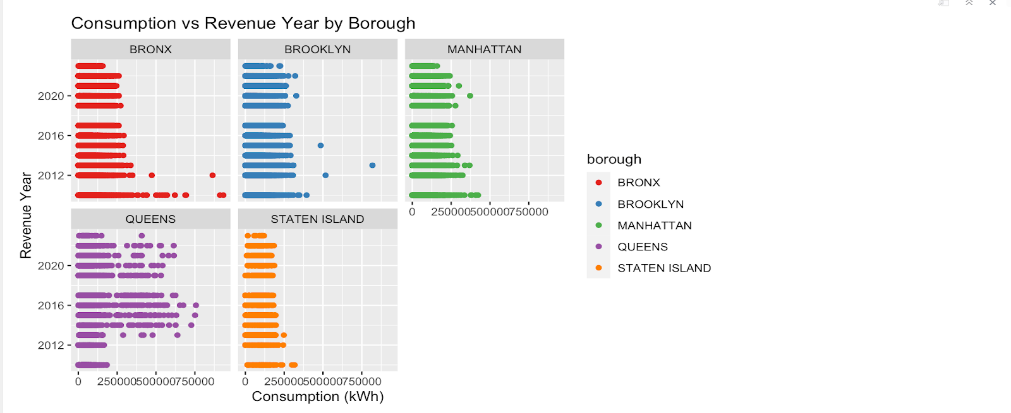 Consumption vs Revenue Year by Borough
BRONX
BROOKLYN
MANHATTAN
2020
2016
2012
0 250000500000750000
QUEENS
STATEN ISLAND
2020
2016
2012
0 250000500000750000
0 250000500000750000
Revenue Year
Consumption (kWh)
borough
BRONX
BROOKLYN
MANHATTAN
QUEENS
STATEN ISLAND